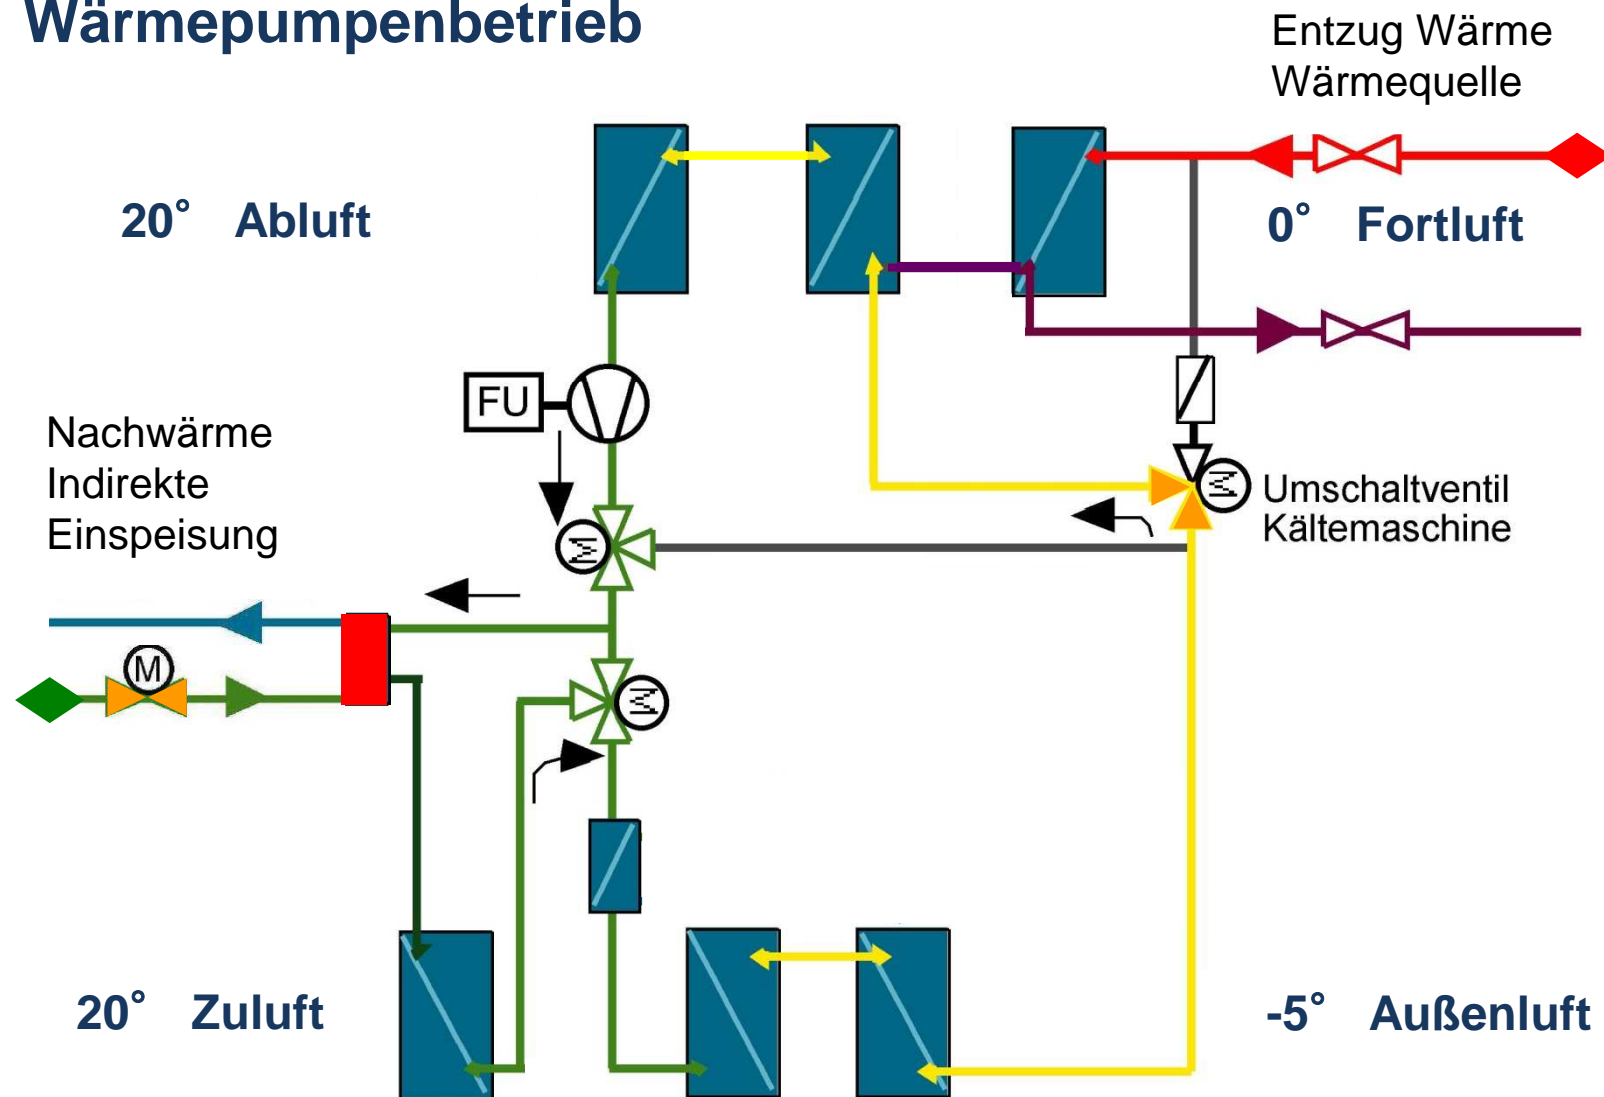 Wärmepumpenbetrieb
Entzug Wärme
Wärmequelle
20° Abluft
0° Fortluft
FU
Nachwärme
Indirekte
Einspeisung
M
Umschaltventil
Kältemaschine
M
M
M
20° Zuluft
-5° Außenluft